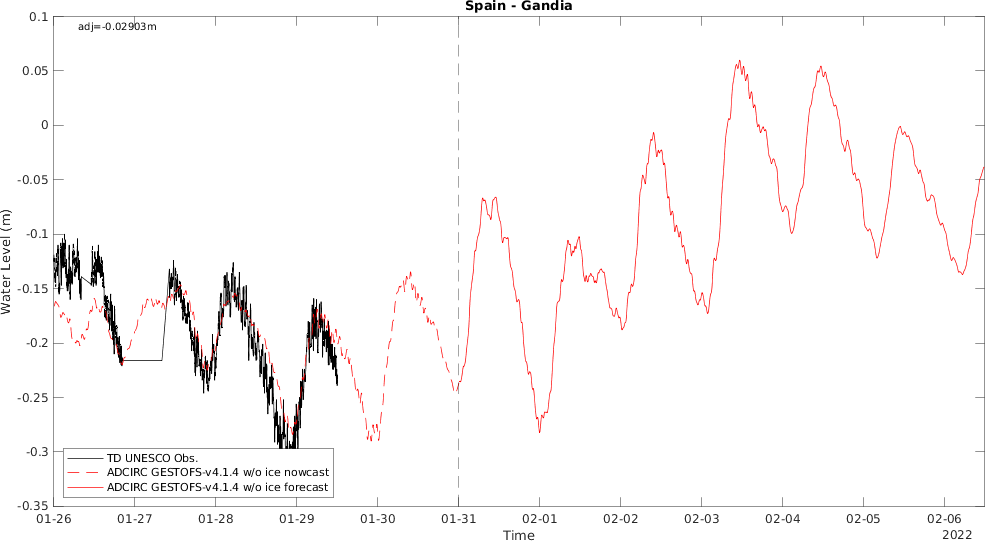 Spain - Gandia
adj=-0.02903m
0.1
0.05
0
-0.05
-0.1
-0.15
-0.2
-0.25
-0.3
-0.35
Water Level (m)
TD UNESCO Obs.
ADCIRC GESTOFS-v4.1.4 w/o ice nowcast
ADCIRC GESTOFS-v4.1.4 w/o ice forecast
01-26 01-27 01-28 01-29 01-30 01-31 02-01 02-02 02-03 02-04 02-05 02-06
Time
2022